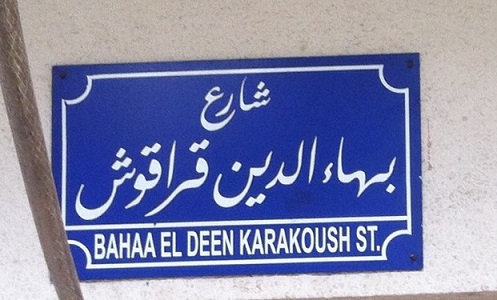 شارع
بهاء الدين قراقوش
BAHAA EL DEEN KARAKOUSH ST.